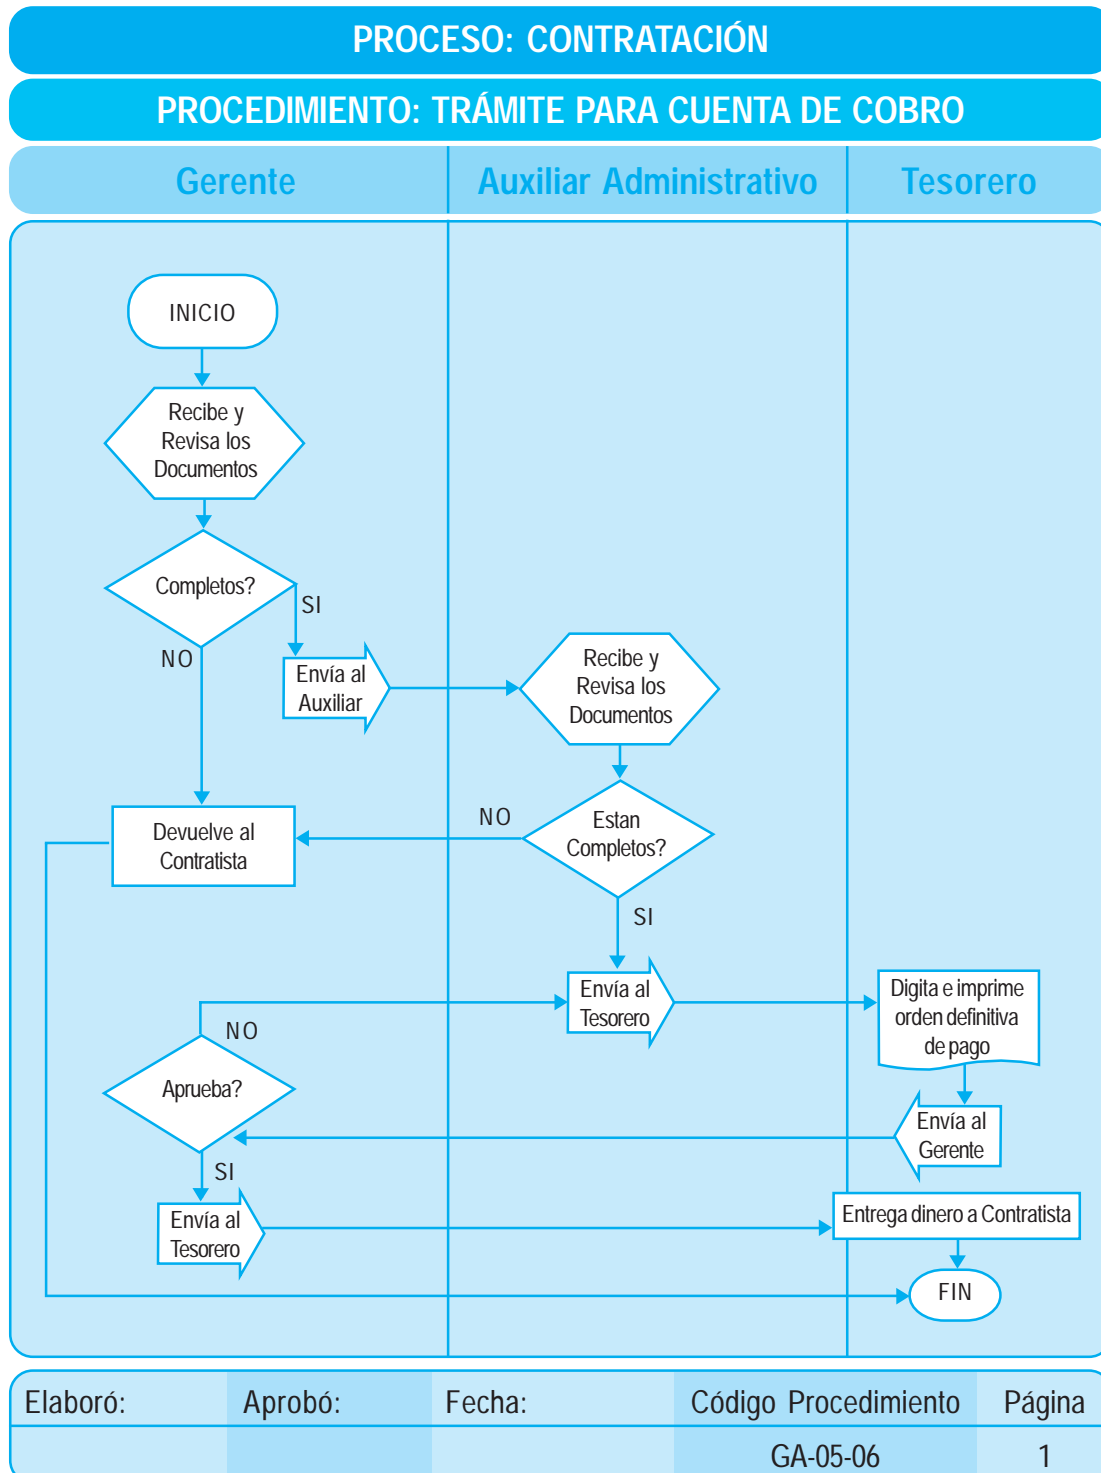 PROCESO: CONTRATACIÓN
PROCEDIMIENTO: TRÁMITE PARA CUENTA DE COBRO
Gerente
Auxiliar Administrativo
Tesorero
INICIO
Recibe y
Revisa los
Documentos
Completos?
SI
NO
Envía al
Auxiliar
Recibe y
Revisa los
Documentos
Devuelve al
Contratista
NO
Estan
Completos?
SI
Envía al
Tesorero
Digita e imprime
orden definitiva
de pago
NO
Aprueba?
Envía al
Gerente
SI
Envía al
Tesorero
Entrega dinero a Contratista
FIN
Elaboró:
Aprobó:
Fecha:
Código Procedimiento
Página
GA-05-06
1